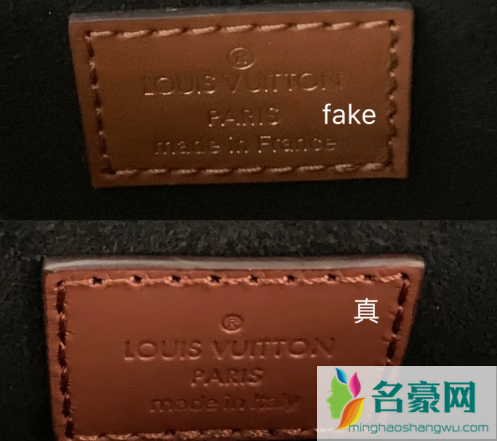 ®
LOUIS VUITTON
PARIS
made in France
fake
®
LOUIS VUITTON
PARIS
made in Italy
真
名豪网
minghaoshangwu.com